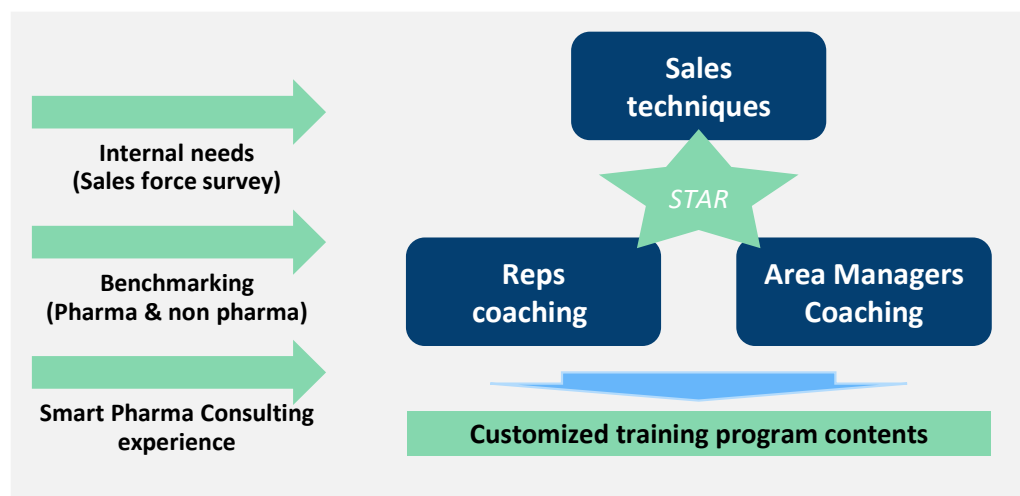 Internal needs
(Sales force survey)
Benchmarking
(Pharma & non pharma)
Smart Pharma Consulting
experience
Sales
techniques
STAR
Reps
coaching
Area Managers
Coaching
Customized training program contents